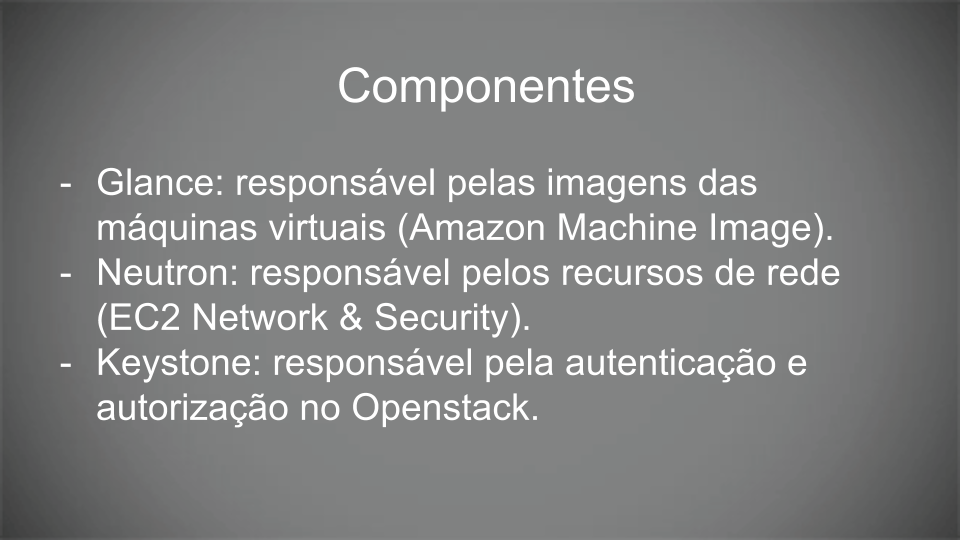 Componentes
- Glance: responsável pelas imagens das
máquinas virtuais (Amazon Machine Image).
- Neutron: responsável pelos recursos de rede
(EC2 Network & Security).
- Keystone: responsável pela autenticação e
autorização no Openstack.